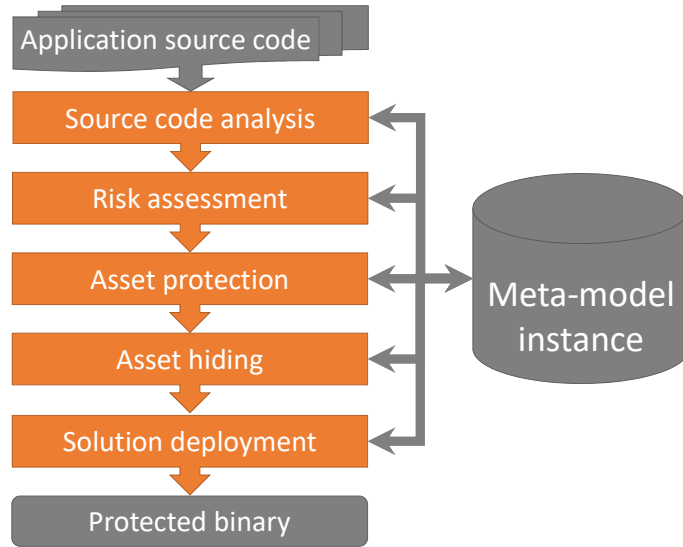 Application source code
Source code analysis
Risk assessment
Asset protection
Asset hiding
Solution deployment
Protected binary
Meta-model
instance